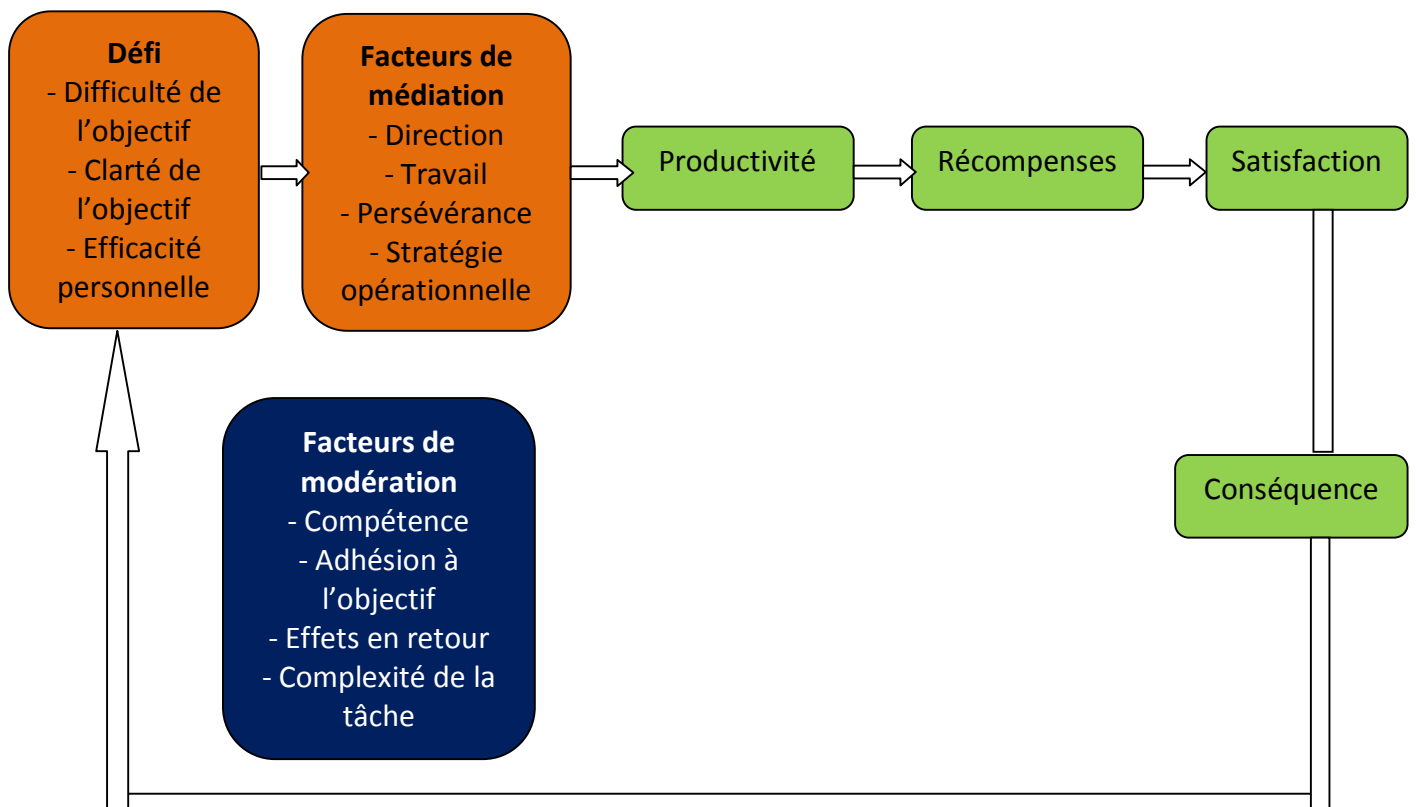 Défi
- Difficulté de
l’objectif
- Clarté de
l’objectif
- Efficacité
personnelle
Facteurs de
médiation
- Direction
- Travail
- Persévérance
- Stratégie
opérationnelle
Productivité
Récompenses
Satisfaction
Facteurs de
modération
- Compétence
- Adhésion à
l’objectif
- Effets en retour
- Complexité de la
tâche
Conséquence